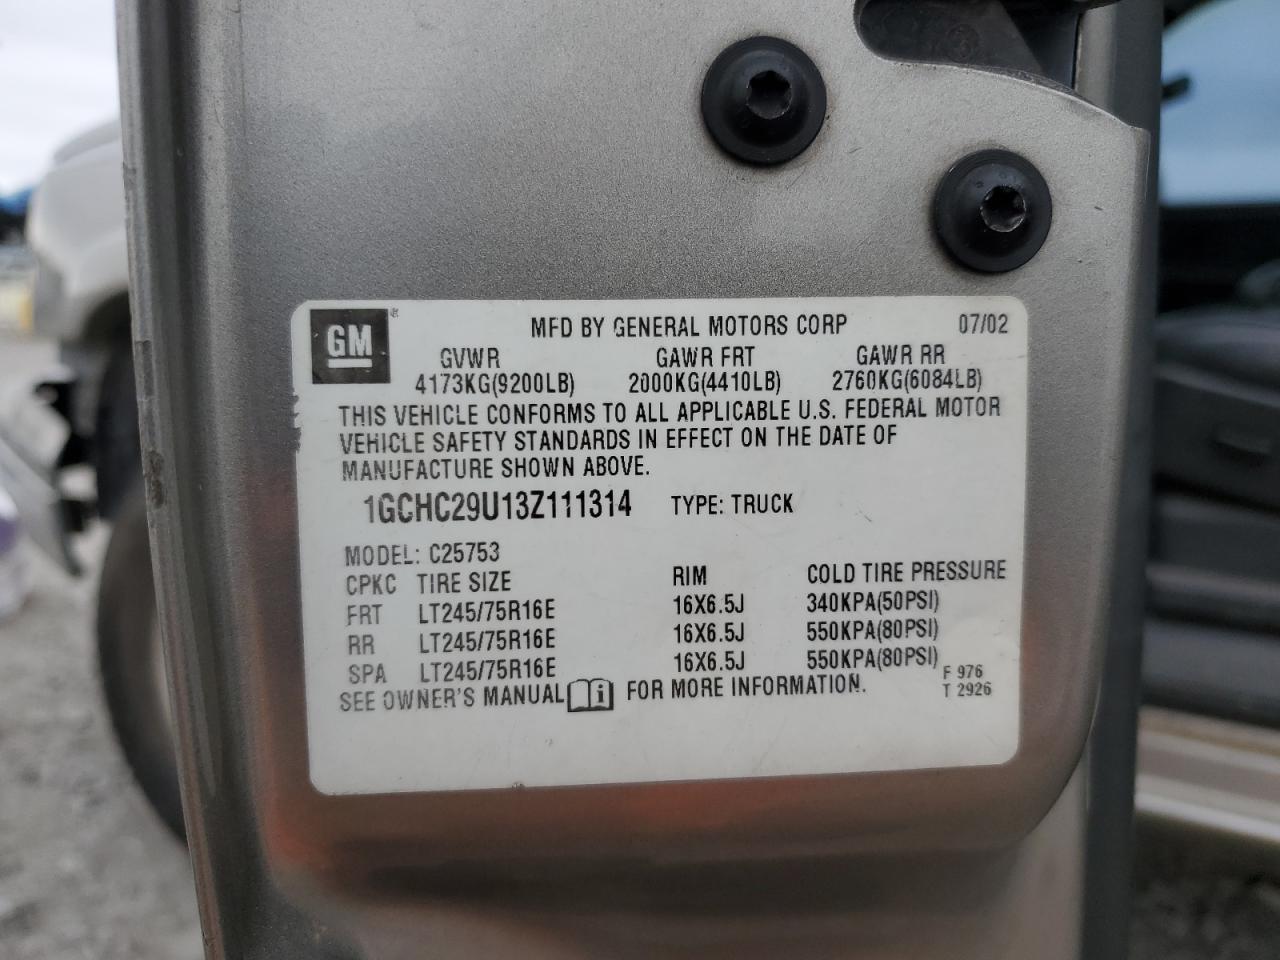 GM ® MFD BY GENERAL MOTORS CORP 07/02
GVWR GAWR FRT GAWR RR
4173KG(9200LB) 2000KG(4410LB) 2760KG(6084LB)
THIS VEHICLE CONFORMS TO ALL APPLICABLE U.S. FEDERAL MOTOR
VEHICLE SAFETY STANDARDS IN EFFECT ON THE DATE OF
MANUFACTURE SHOWN ABOVE.
1GCHC29U13Z111314 TYPE: TRUCK
MODEL: C25753
CPKC TIRE SIZE RIM COLD TIRE PRESSURE
FRT LT245/75R16E 16X6.5J 340KPA(50PSI)
RR LT245/75R16E 16X6.5J 550KPA(80PSI)
SPA LT245/75R16E 16X6.5J 550KPA(80PSI) F 976
SEE OWNER'S MANUAL i FOR MORE INFORMATION. T 2926